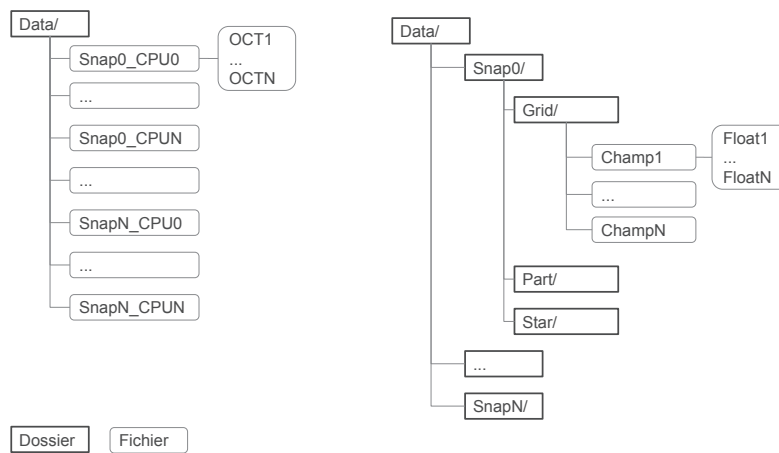 Data/
Snap0_CPU0
OCT1
...
OCTN
...
Snap0_CPUN
...
SnapN_CPU0
...
SnapN_CPUN
Data/
Snap0/
Grid/
Champ1
Float1
...
FloatN
...
ChampN
Part/
Star/
...
SnapN/
Dossier
Fichier